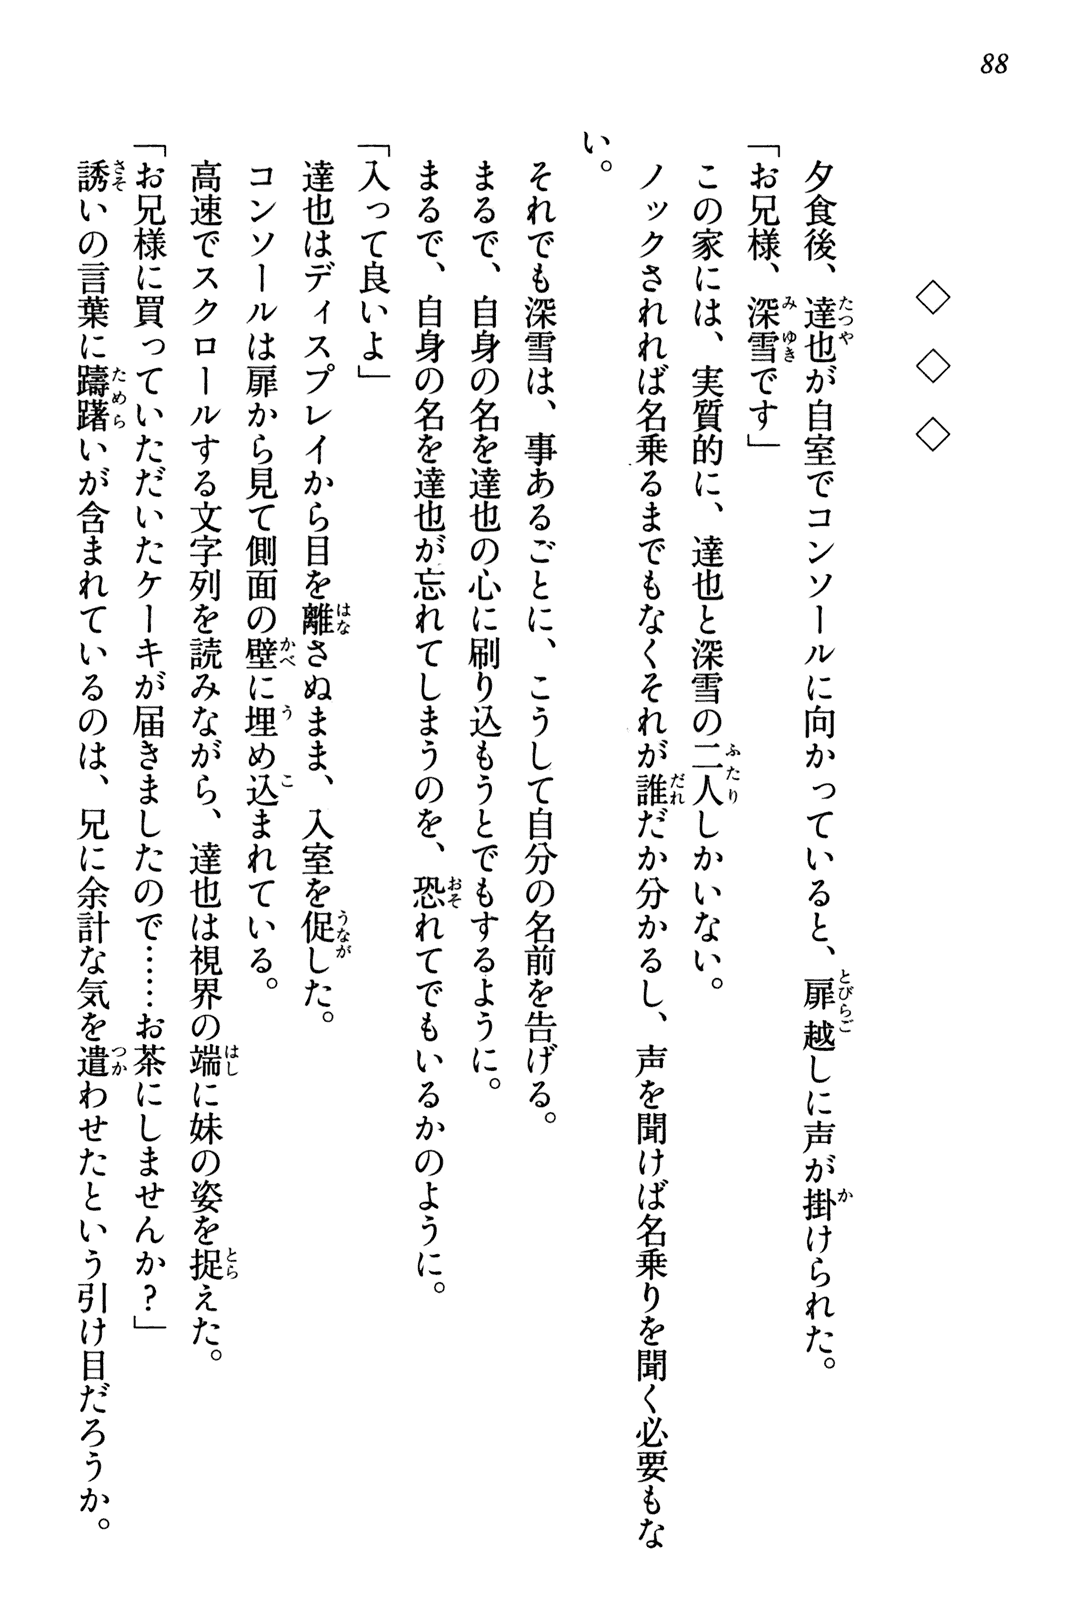 88
◇ ◇ ◇
夕食後、達也が自室でコンソールに向かっていると、扉越しに声が掛けられた。
「お兄様、深雪です」
この家には、実質的に、達也と深雪の二人しかいない。
ノックされれば名乗るまでもなくそれが誰だか分かるし、声を聞けば名乗りを聞く必要もな
い。
それでも深雪は、事あるごとに、こうして自分の名前を告げる。
まるで、自身の名を達也の心に刷り込もうとでもするように。
まるで、自身の名を達也が忘れてしまうのを、恐れてでもいるかのように。
「入って良いよ」
達也はディスプレイから目を離さぬまま、入室を促した。
コンソールは扉から見て側面の壁に埋め込まれている。
高速でスクロールする文字列を読みながら、達也は視界の端に妹の姿を捉えた。
「お兄様に買っていただいたケーキが届きましたので……お茶にしませんか?」
誘いの言葉に躊躇いが含まれているのは、兄に余計な気を遣わせたという引け目だろうか。